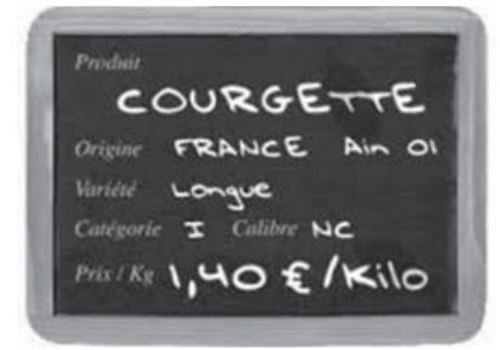 Produit
COURGETTE
Origine FRANCE Ain 01
Variété Longue
Catégorie I Calibre NC
Prix / Kg 1,40 € / Kilo